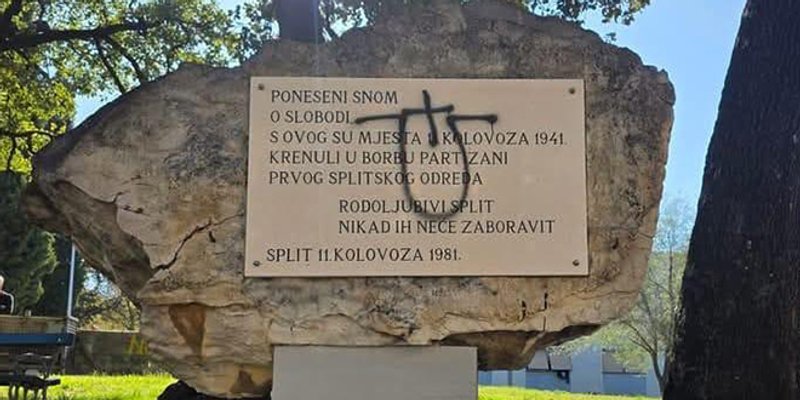 PONESENI SNOM
O SLOBODI
S OVOG SU MJESTA 11. KOLOVOZA 1941.
KRENULI U BORBU PARTIZANI
PRVOG SPLITSKOG ODREDA
RODOLJUBIVI SPLIT
NIKAD IH NEĆE ZABORAVIT
SPLIT 11. KOLOVOZA 1981.